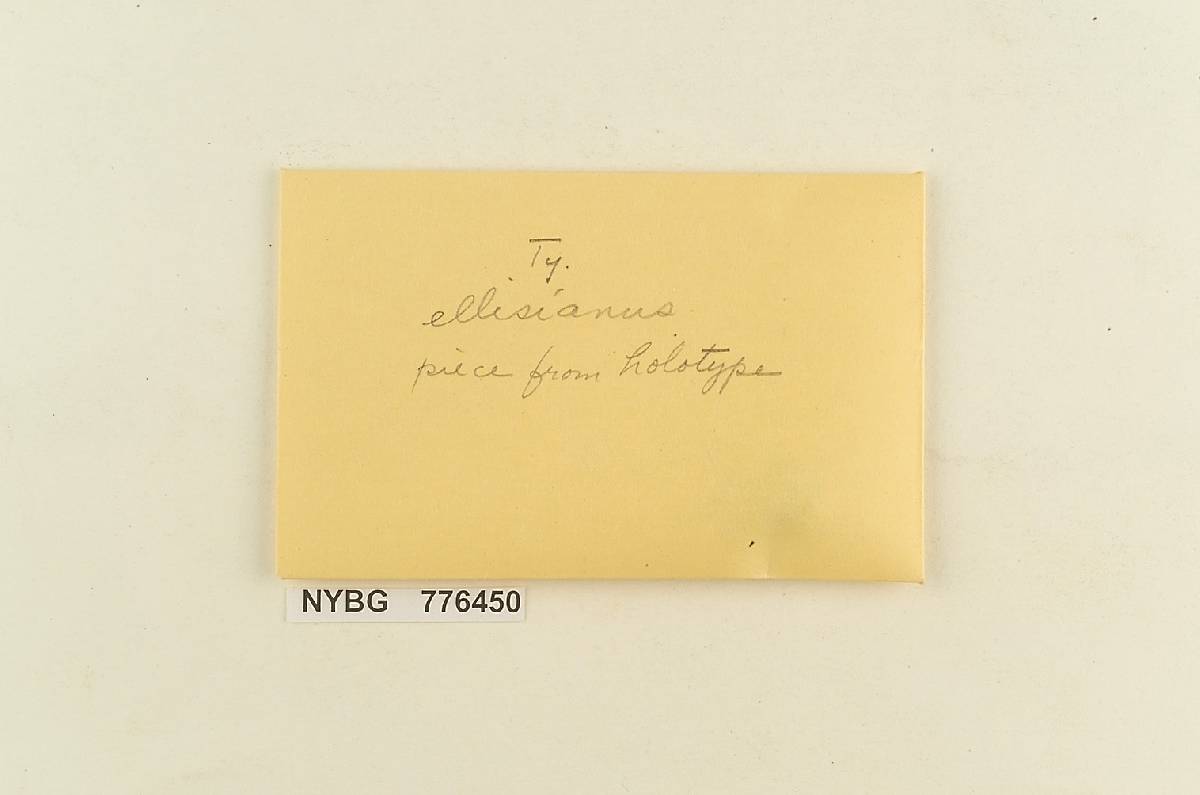 Ty.
ellisianus
piece from holotype
NYBG 776450